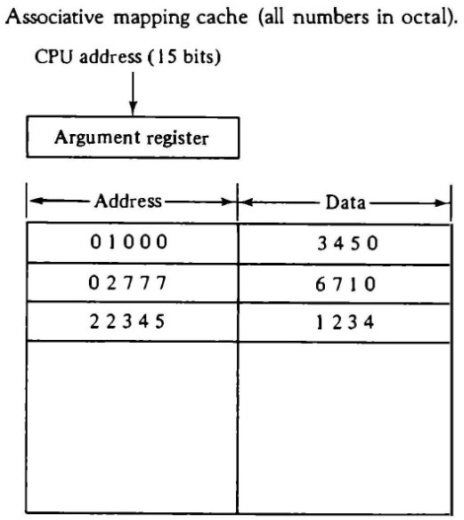 Associative mapping cache (all numbers in octal).
CPU address (15 bits)
Argument register
Address Data
0 1 0 0 0 3 4 5 0
0 2 7 7 7 6 7 1 0
2 2 3 4 5 1 2 3 4